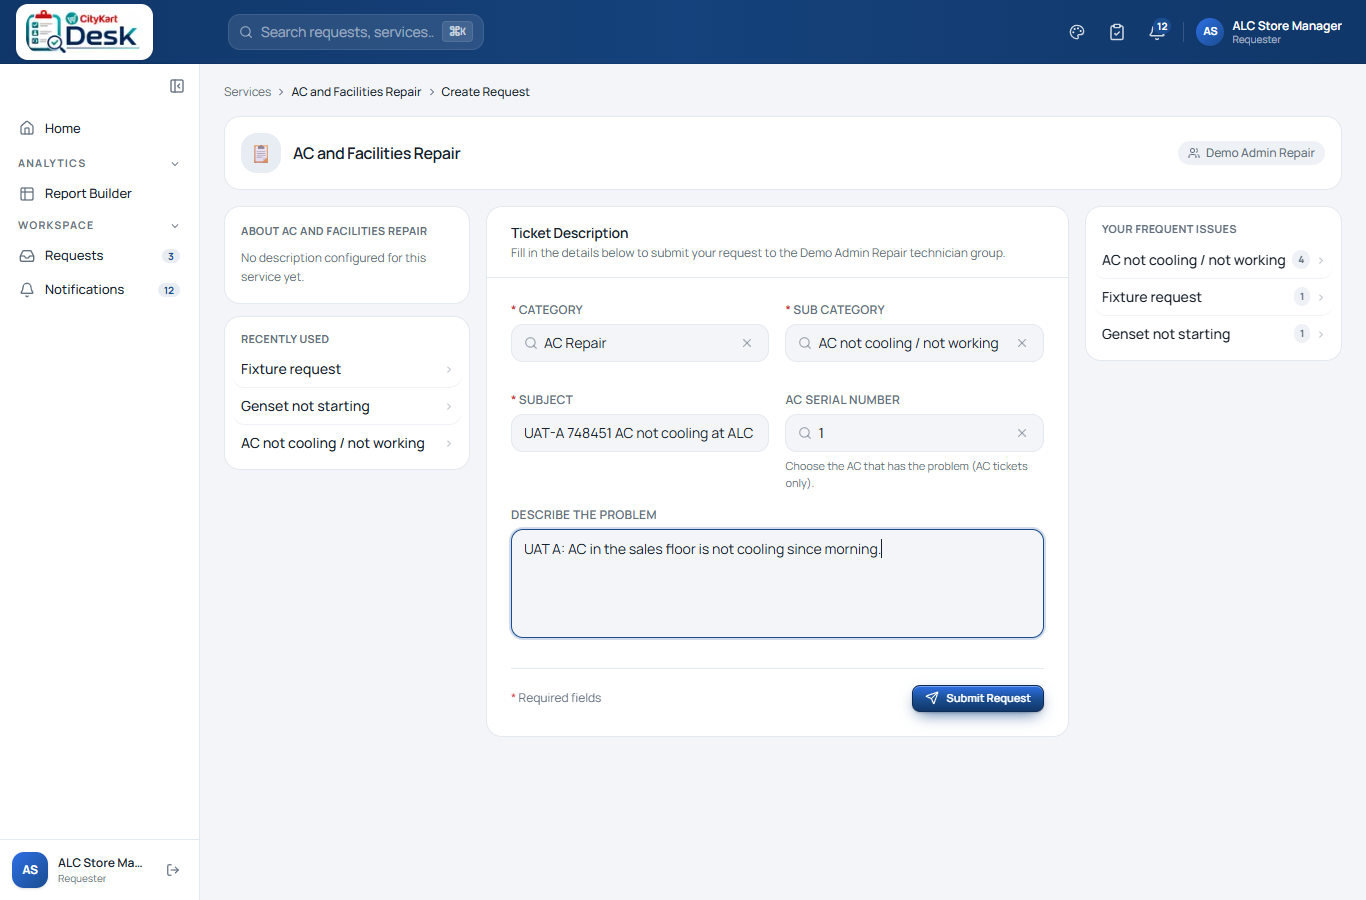 CityKart
Desk
Search requests, services..
⌘K
12
AS
ALC Store Manager
Requester
Home
ANALYTICS
Report Builder
WORKSPACE
Requests
3
Notifications
12
ALC Store Ma...
Requester
AS
Services > AC and Facilities Repair > Create Request
AC and Facilities Repair
Demo Admin Repair
ABOUT AC AND FACILITIES REPAIR
No description configured for this
service yet.
RECENTLY USED
Fixture request
Genset not starting
AC not cooling / not working
Ticket Description
Fill in the details below to submit your request to the Demo Admin Repair technician group.
* CATEGORY
AC Repair
* SUB CATEGORY
AC not cooling / not working
* SUBJECT
UAT-A 748451 AC not cooling at ALC
AC SERIAL NUMBER
1
Choose the AC that has the problem (AC tickets
only).
DESCRIBE THE PROBLEM
UAT A: AC in the sales floor is not cooling since morning.
* Required fields
Submit Request
YOUR FREQUENT ISSUES
AC not cooling / not working
4
Fixture request
1
Genset not starting
1